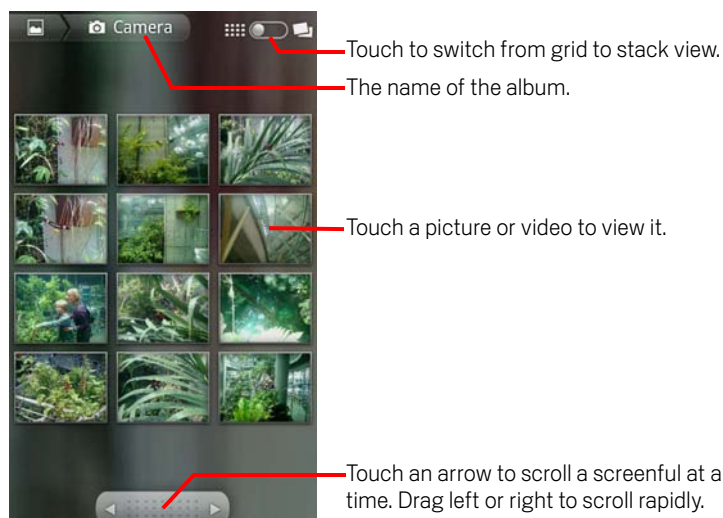 Camera
Touch to switch from grid to stack view.
The name of the album.
Touch a picture or video to view it.
Touch an arrow to scroll a screenful at a
time. Drag left or right to scroll rapidly.